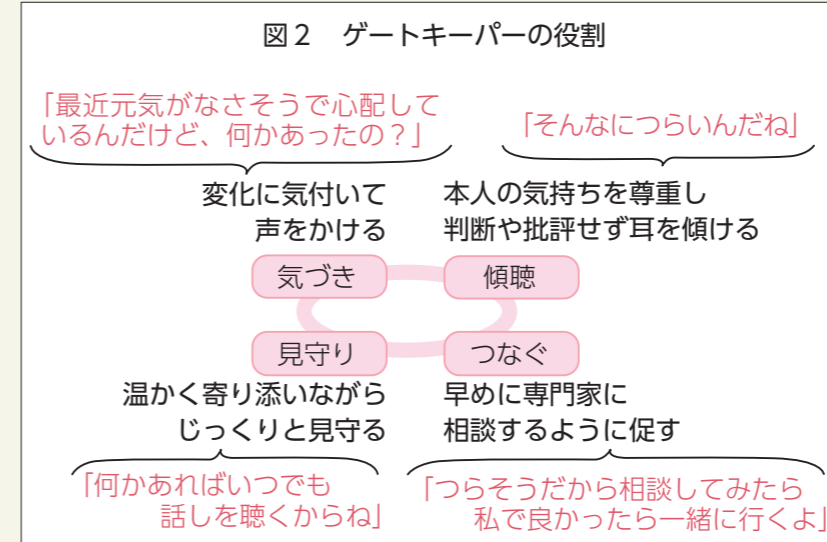 図2 ゲートキーパーの役割
「最近元気がなさそうで心配して
いるんだけど、何かあったの？」
「そんなにつらいんだね」
変化に気付いて
声をかける
本人の気持ちを尊重し
判断や批評せず耳を傾ける
気づき
傾聴
見守り
つなぐ
温かく寄り添いながら
じっくりと見守る
早めに専門家に
相談するように促す
「何かあればいつでも
話しを聴くからね」
「つらそうだから相談してみたら
私で良かったら一緒に行くよ」